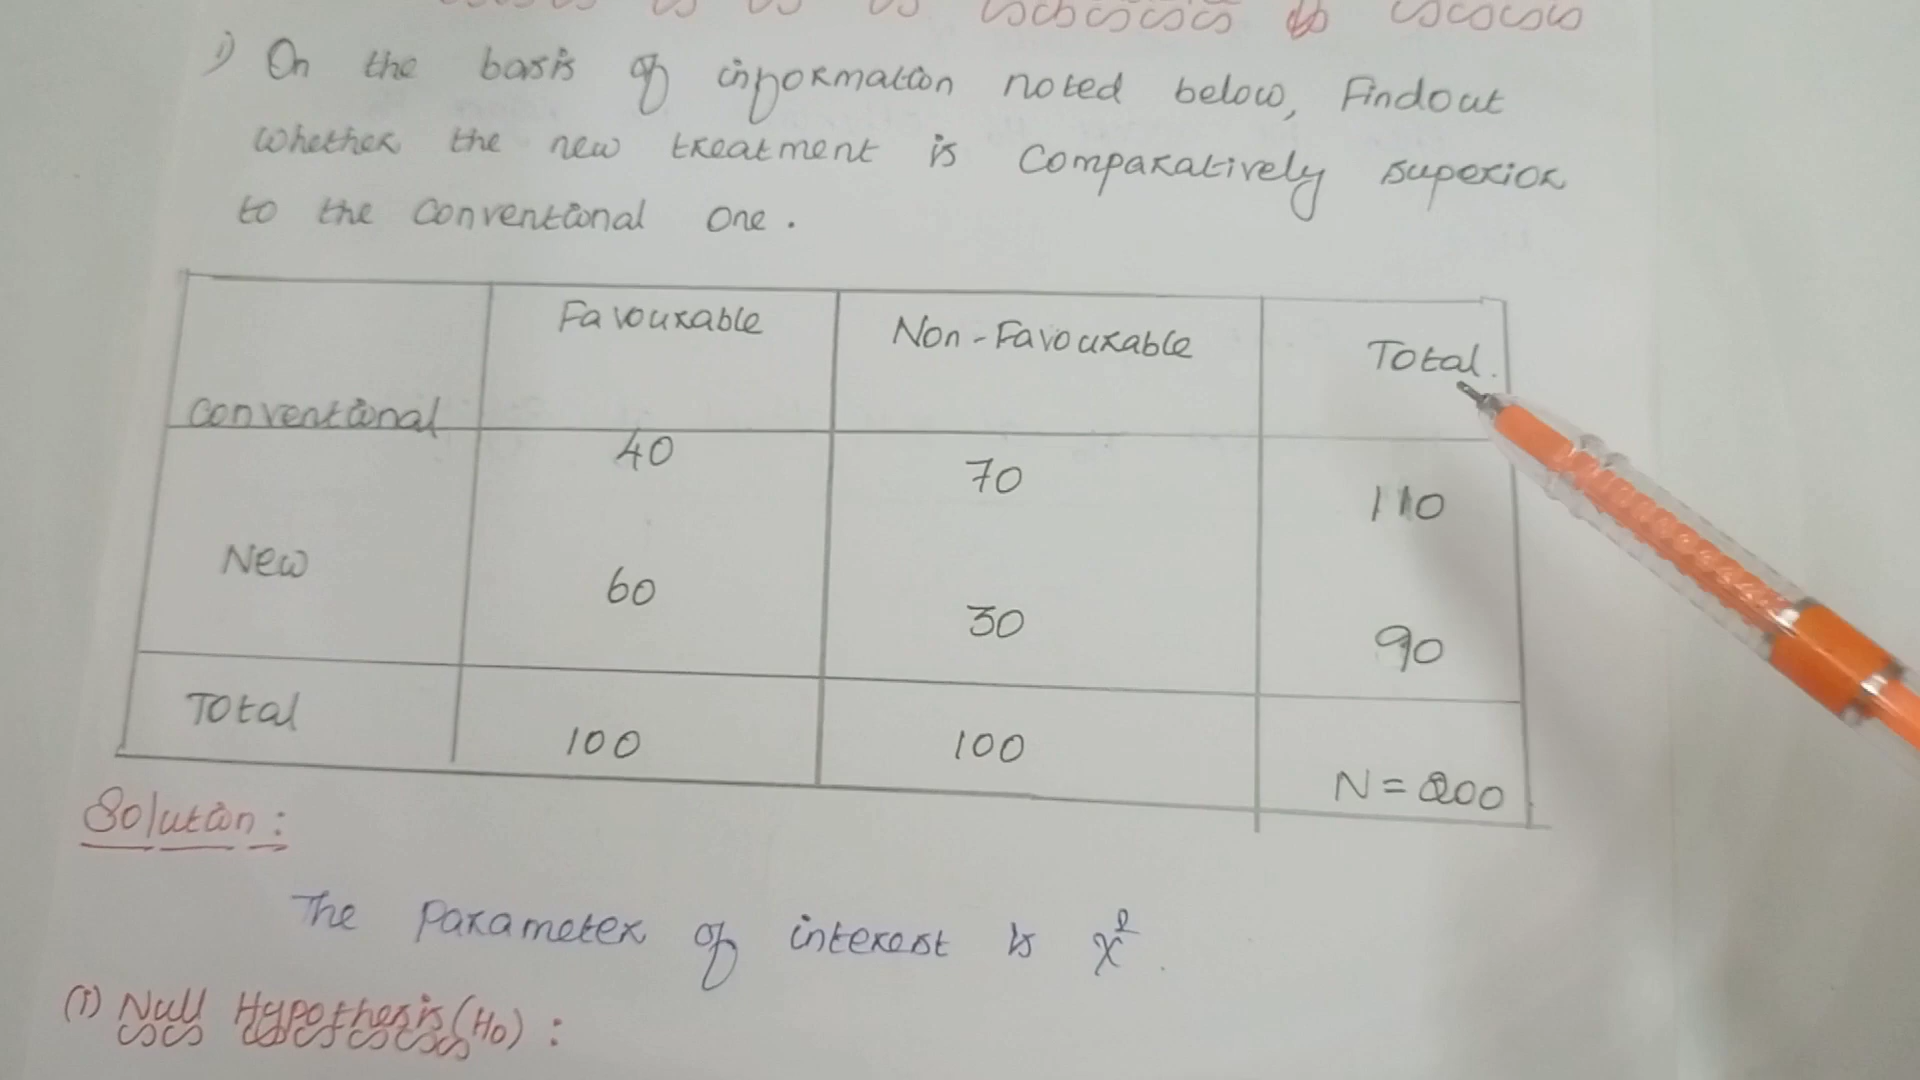 i) On the basis of information noted below, Findout
whether the new treatment is comparatively superior
to the conventional one.
Favourable Non-Favourable Total.
Conventional 40 70 110
New 60 30 90
Total 100 100 N = 200
Solution:
The Parameter of interest is χ².
(i) Null Hypothesis (H₀) :